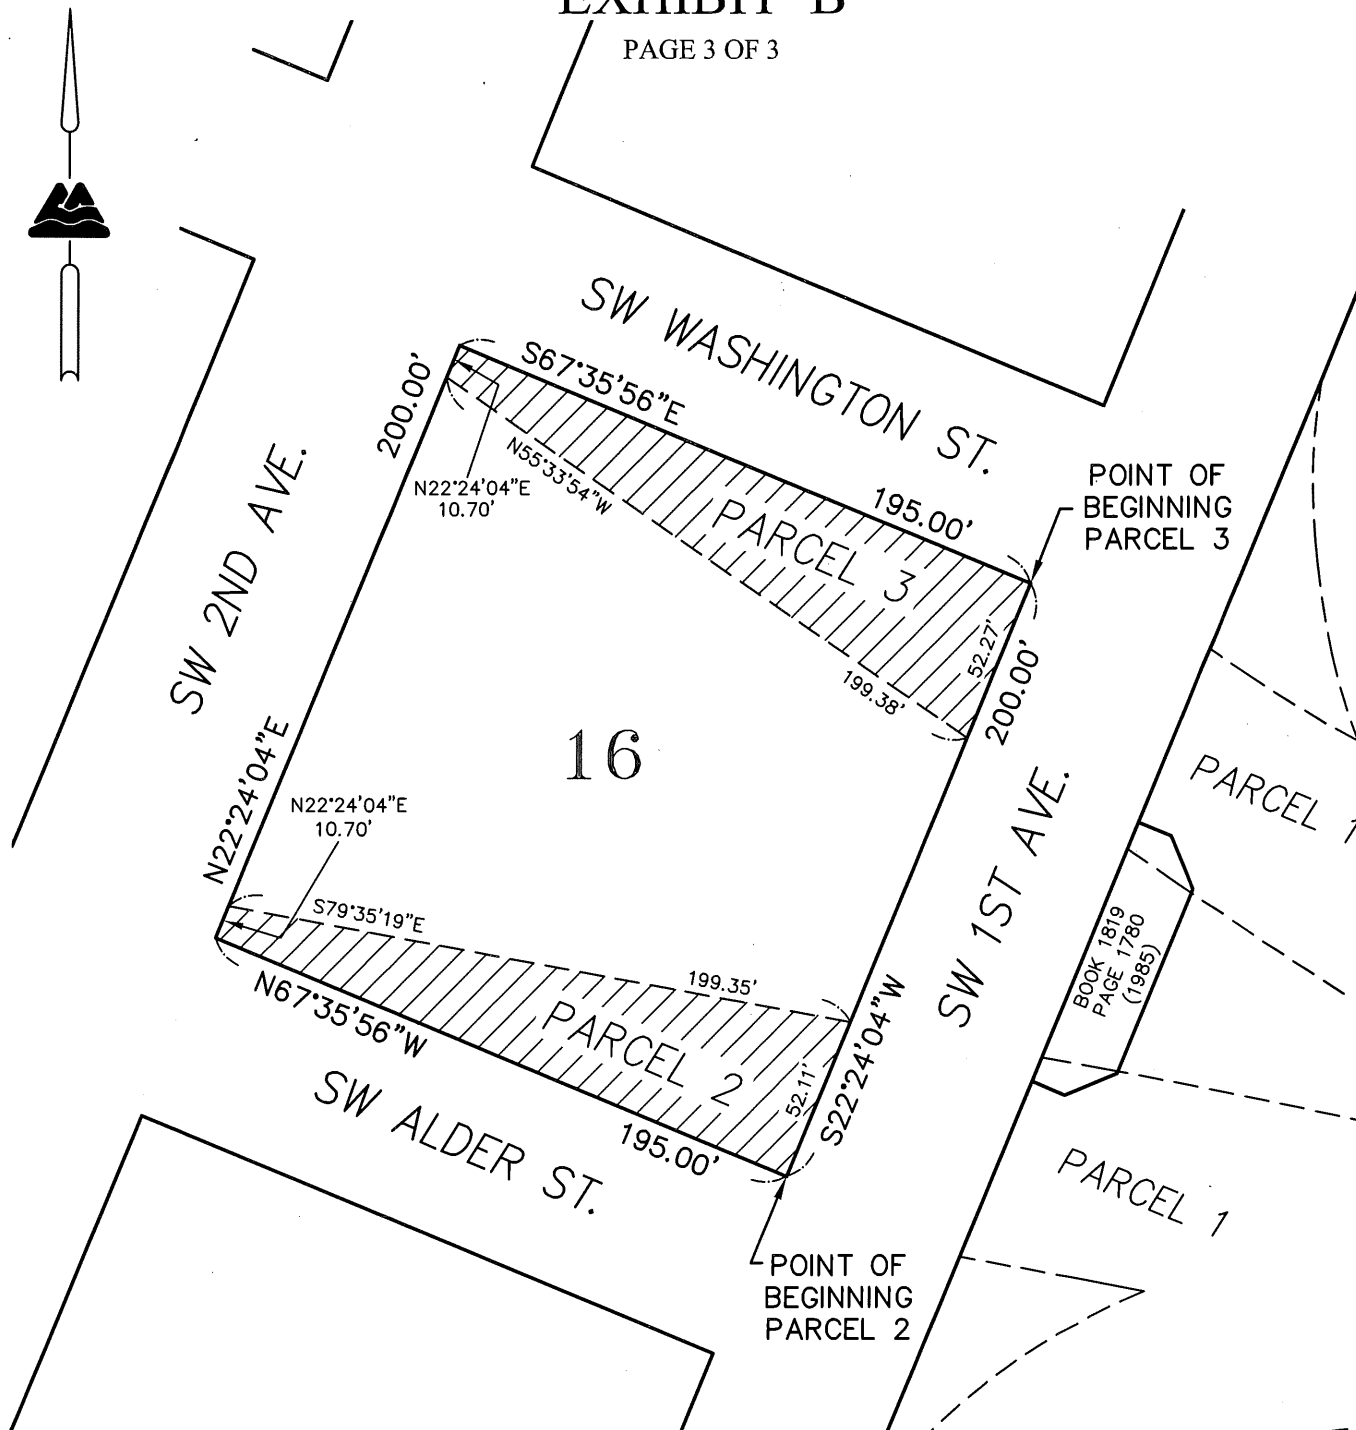 EXHIBIT B
PAGE 3 OF 3
SW WASHINGTON ST.
S67°35'56"E
200.00'
N22°24'04"E
10.70'
N55°33'54"W
195.00'
PARCEL 3
POINT OF
BEGINNING
PARCEL 3
SW 2ND AVE.
52.27'
200.00'
199.38'
16
N22°24'04"E
N22°24'04"E
10.70'
PARCEL 1
SW 1ST AVE.
S79°35'19"E
199.35'
BOOK 1819
PAGE 1780
(1985)
N67°35'56"W
PARCEL 2
52.11'
S22°24'04"W
SW ALDER ST.
195.00'
PARCEL 1
POINT OF
BEGINNING
PARCEL 2